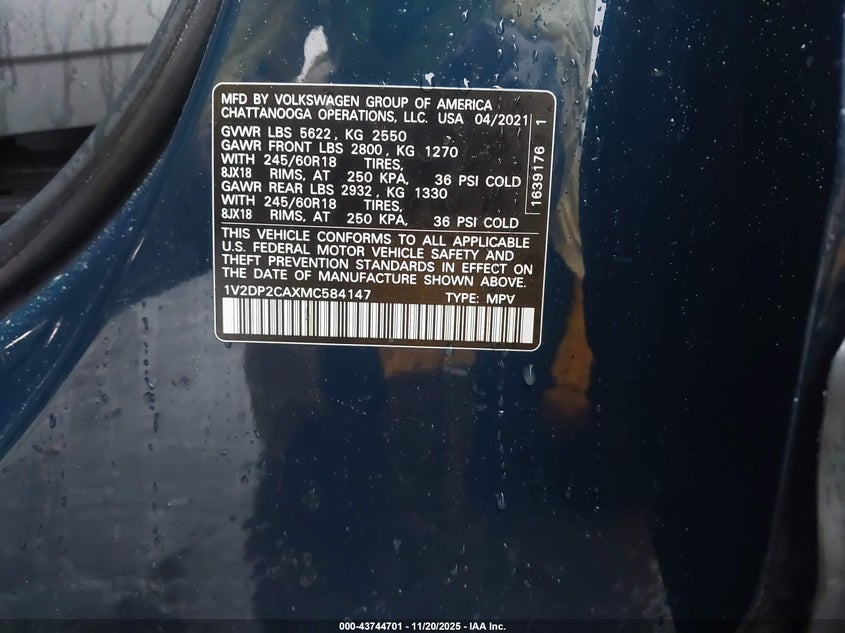 MFD BY VOLKSWAGEN GROUP OF AMERICA
CHATTANOOGA OPERATIONS, LLC. USA 04/2021
GVWR LBS 5622, KG 2550
GAWR FRONT LBS 2800, KG 1270
WITH 245/60R18 TIRES,
8JX18 RIMS, AT 250 KPA, 36 PSI COLD
GAWR REAR LBS 2932, KG 1330
WITH 245/60R18 TIRES,
8JX18 RIMS, AT 250 KPA, 36 PSI COLD
1639176 1
THIS VEHICLE CONFORMS TO ALL APPLICABLE
U.S. FEDERAL MOTOR VEHICLE SAFETY AND
THEFT PREVENTION STANDARDS IN EFFECT ON
THE DATE OF MANUFACTURE SHOWN ABOVE.
1V2DP2CAXMC584147 TYPE: MPV
000-43744701 - 11/20/2025 - IAA Inc.